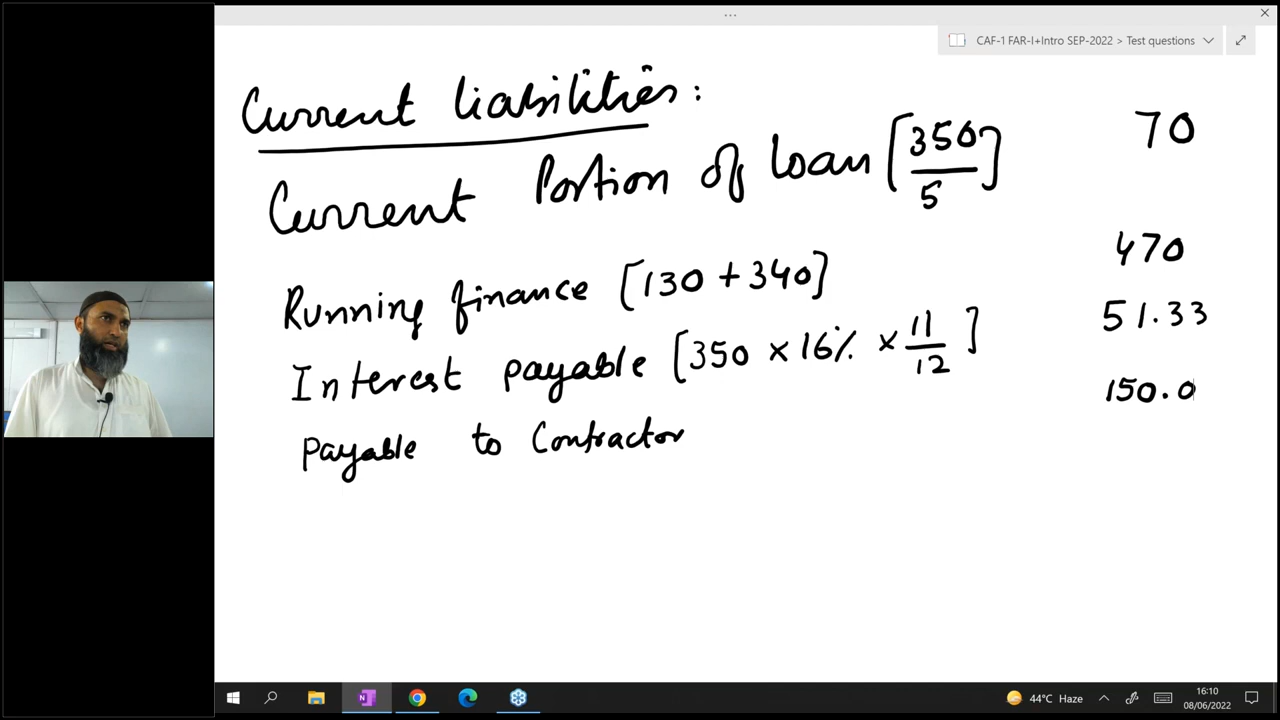 CAF-1 FAR-I+Intro SEP-2022 > Test questions
Current liabilities:
Current Portion of loan [350/5] 70
Running finance [130 + 340] 470
Interest payable [350 × 16% × 11/12] 51.33
Payable to Contractor 150.0
44°C Haze
16:10
08/06/2022